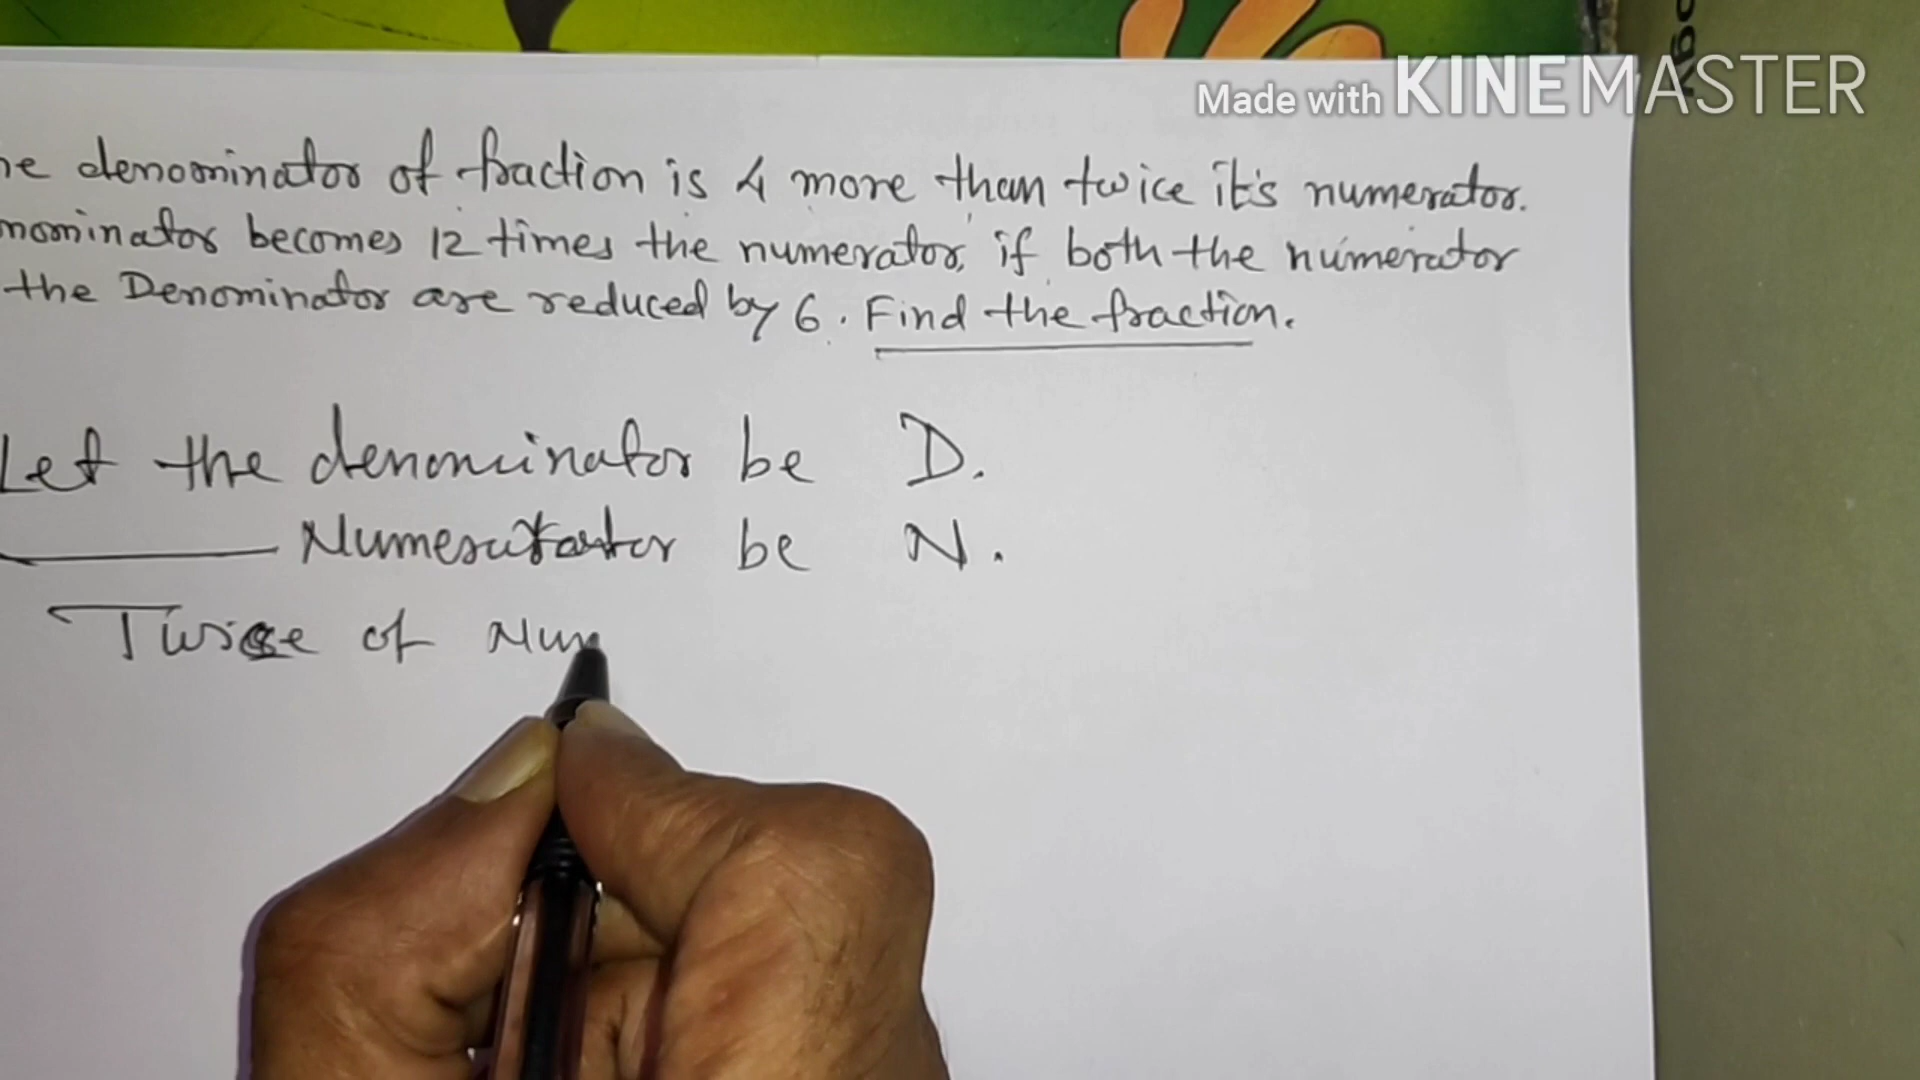 Made with KINEMASTER
he denominator of fraction is 4 more than twice it's numerator.
nominator becomes 12 times the numerator, if both the numerator
the Denominator are reduced by 6. Find the fraction.
Let the denominator be D.
be N.
Twice of Num